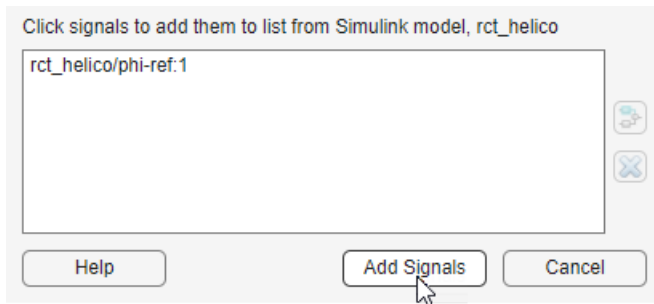 Click signals to add them to list from Simulink model, rct_helico
rct_helico/phi-ref:1
Help
Add Signals
Cancel